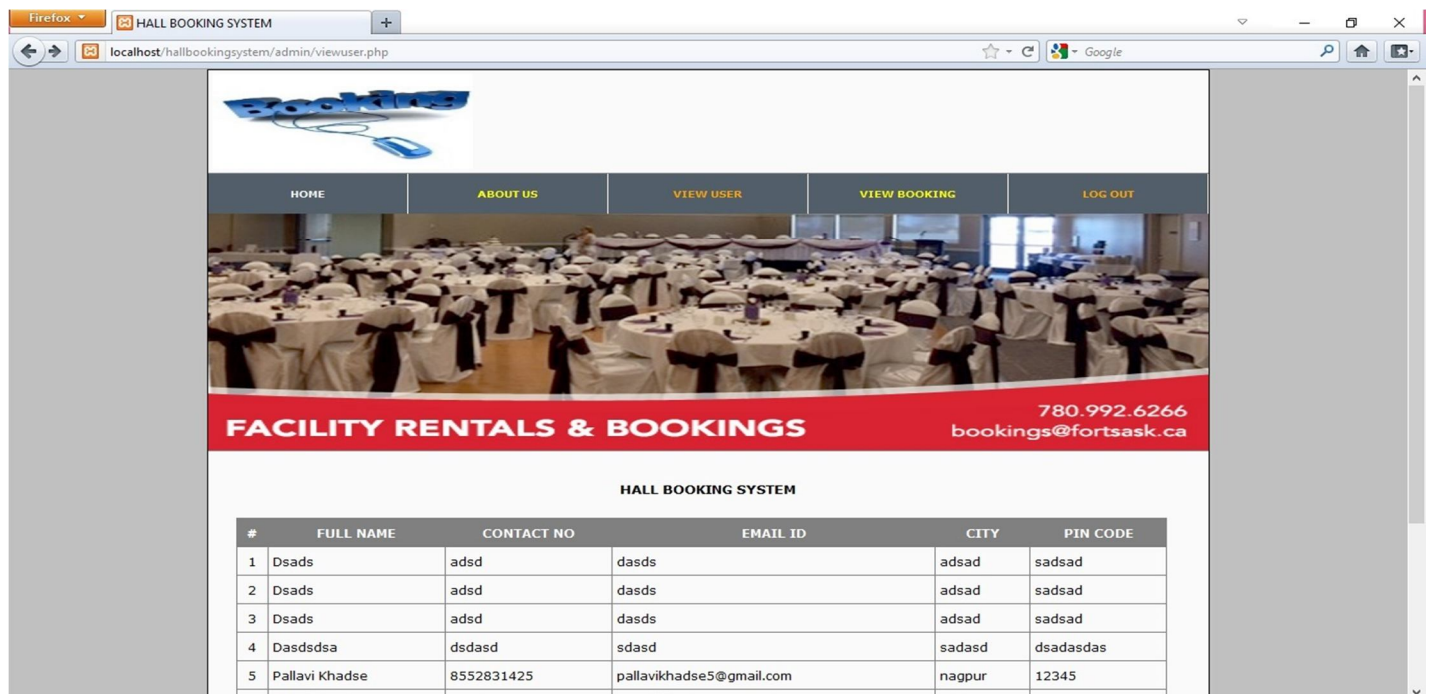 Firefox
HALL BOOKING SYSTEM
localhost/hallbookingsystem/admin/viewuser.php
Google
Booking
HOME ABOUT US VIEW USER VIEW BOOKING LOG OUT
FACILITY RENTALS & BOOKINGS
780.992.6266
bookings@fortsask.ca
HALL BOOKING SYSTEM
# FULL NAME CONTACT NO EMAIL ID CITY PIN CODE
1 Dsads adsd dasds adsad sadsad
2 Dsads adsd dasds adsad sadsad
3 Dsads adsd dasds adsad sadsad
4 Dasdsdsa dsdasd sdasd sadasd dsadasdas
5 Pallavi Khadse 8552831425 pallavikhadse5@gmail.com nagpur 12345